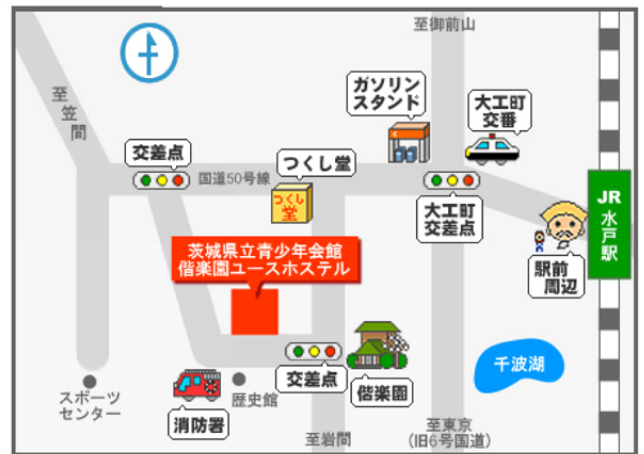 至御前山
至
笠
間
ガソリン
スタンド
大工町
交番
交差点
国道50号線
つくし堂
つくし
堂
大工町
交差点
JR
水
戸
駅
駅前
周辺
茨城県立青少年会館
偕楽園ユースホステル
千波湖
交差点
偕楽園
スポーツ
センター
消防署
歴史館
至岩間
至東京
(旧6号国道)